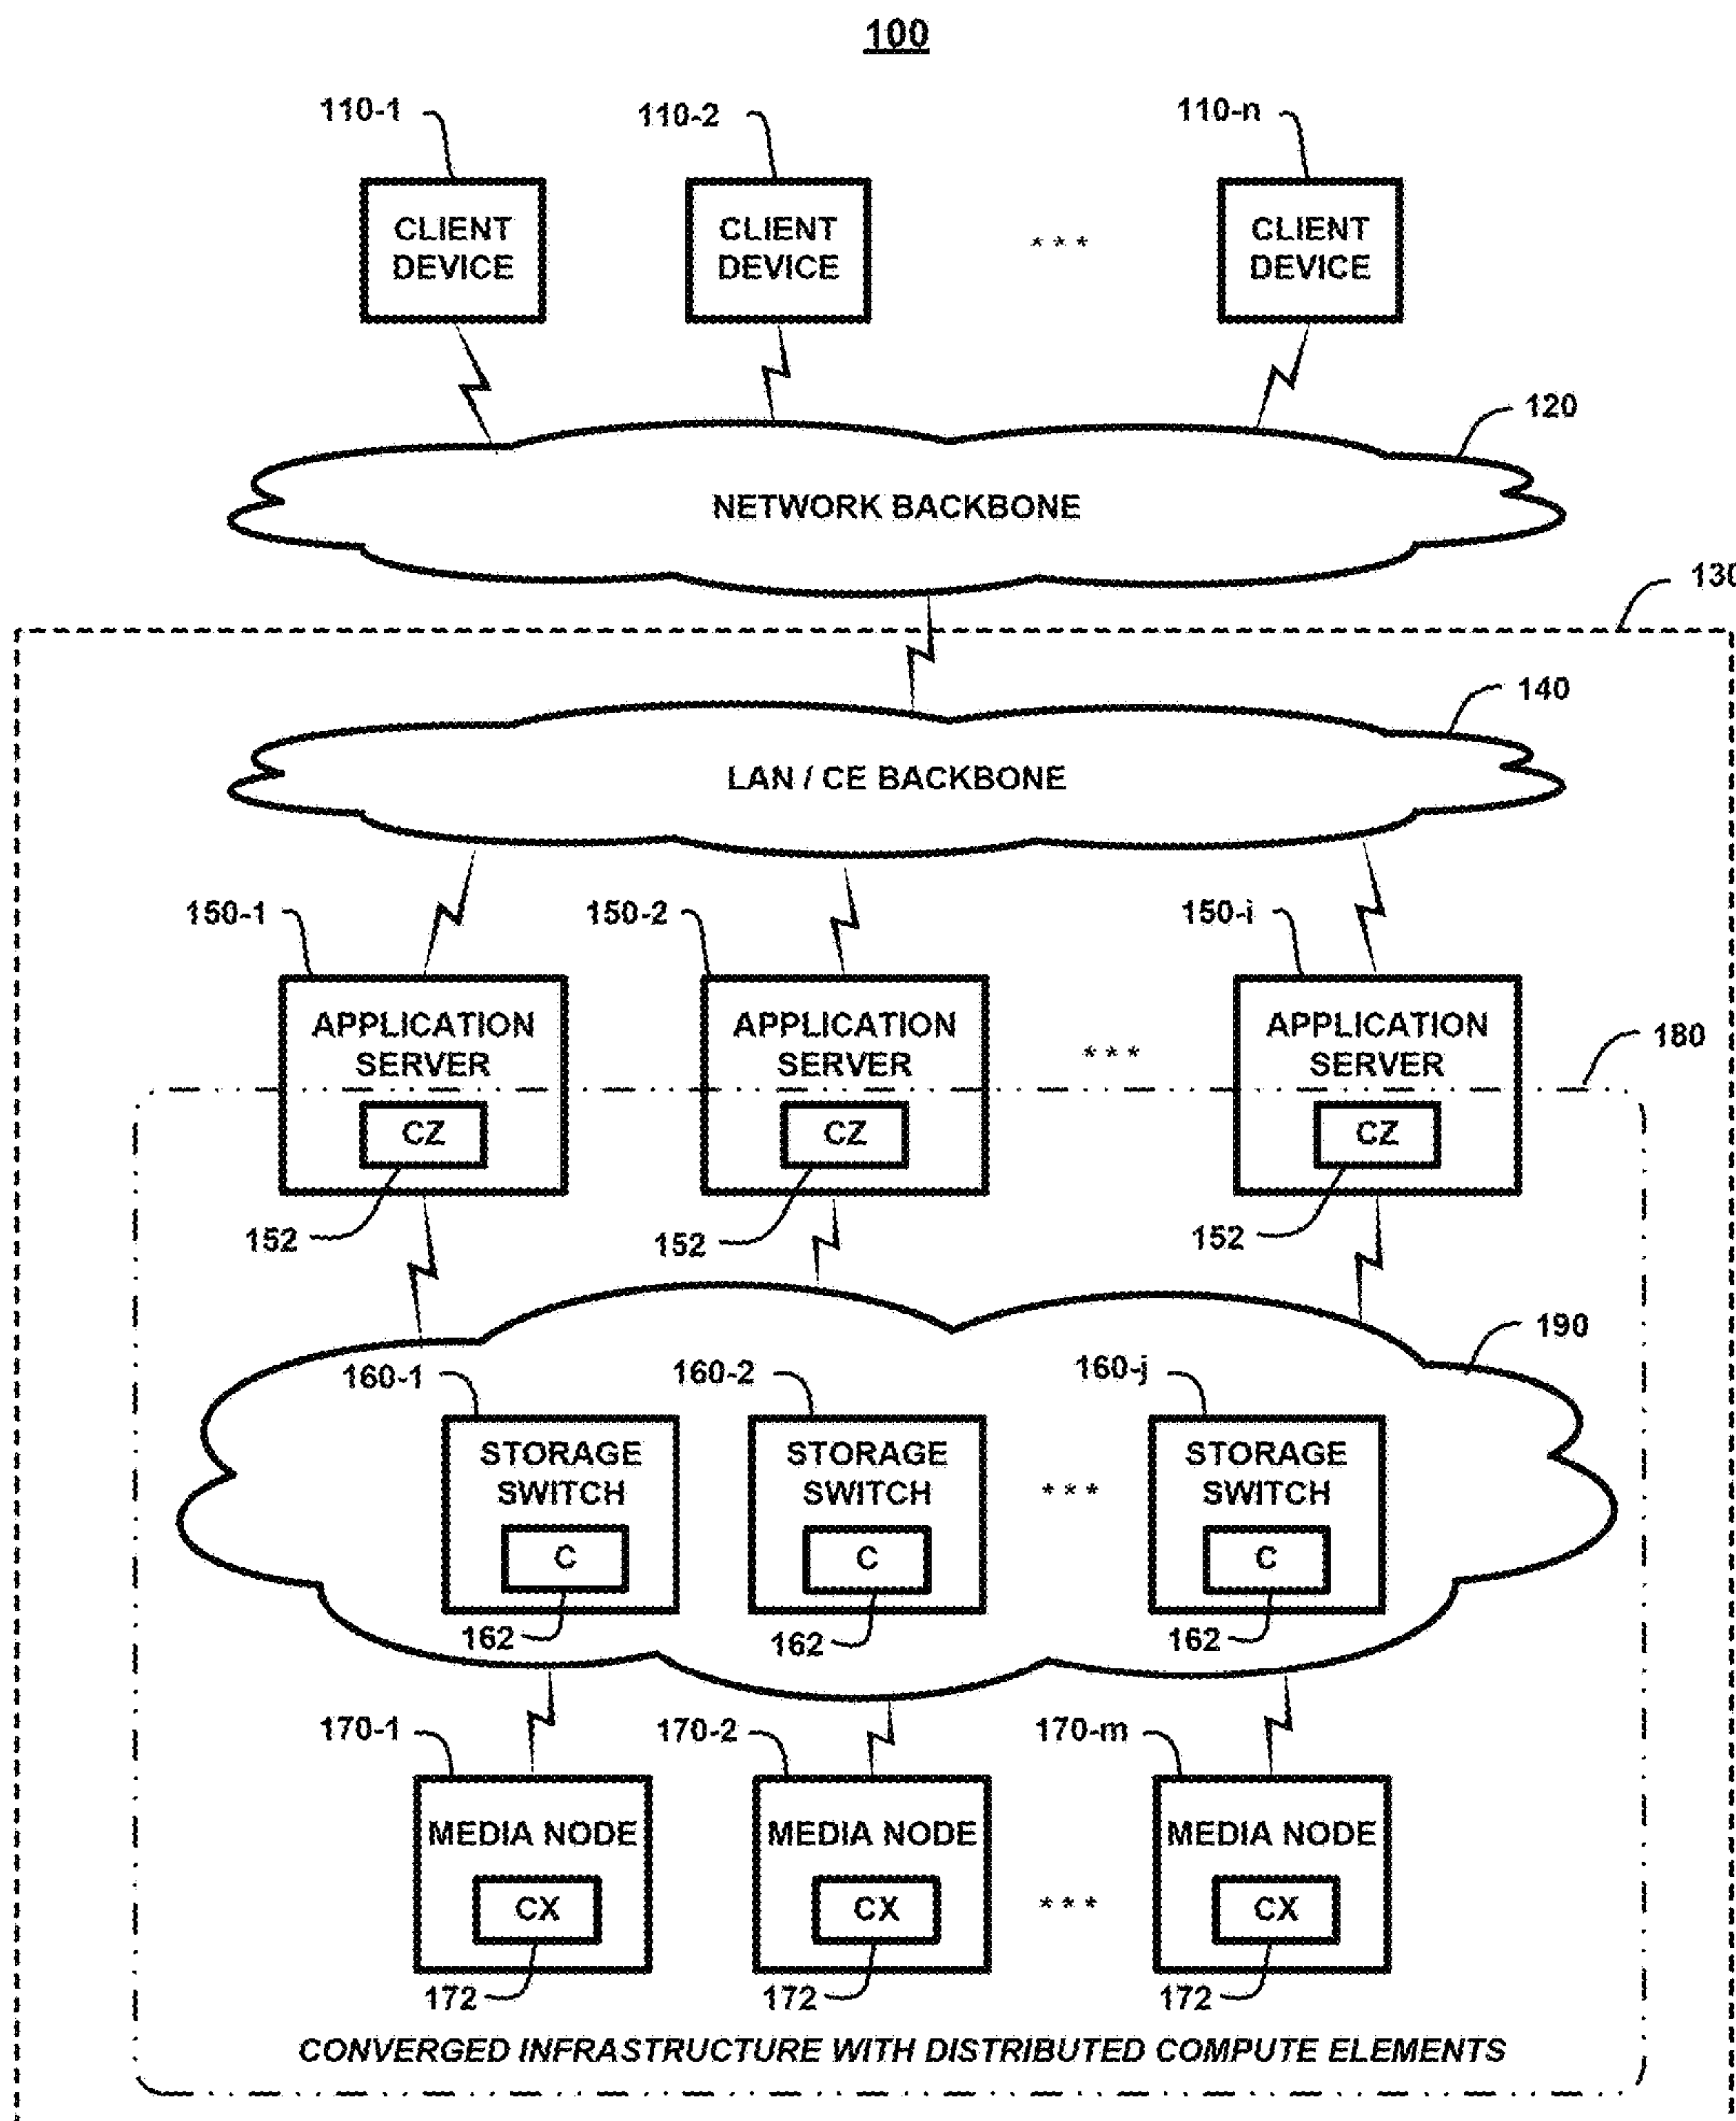 100
110-1
110-2
110-n
CLIENT
DEVICE
CLIENT
DEVICE
* * *
CLIENT
DEVICE
120
NETWORK BACKBONE
130
140
LAN / CE BACKBONE
150-1
150-2
150-i
APPLICATION
SERVER
CZ
APPLICATION
SERVER
CZ
* * *
APPLICATION
SERVER
CZ
180
152
152
152
190
160-1
160-2
160-j
STORAGE
SWITCH
C
STORAGE
SWITCH
C
* * *
STORAGE
SWITCH
C
162
162
162
170-1
170-2
170-m
MEDIA NODE
CX
MEDIA NODE
CX
* * *
MEDIA NODE
CX
172
172
172
CONVERGED INFRASTRUCTURE WITH DISTRIBUTED COMPUTE ELEMENTS